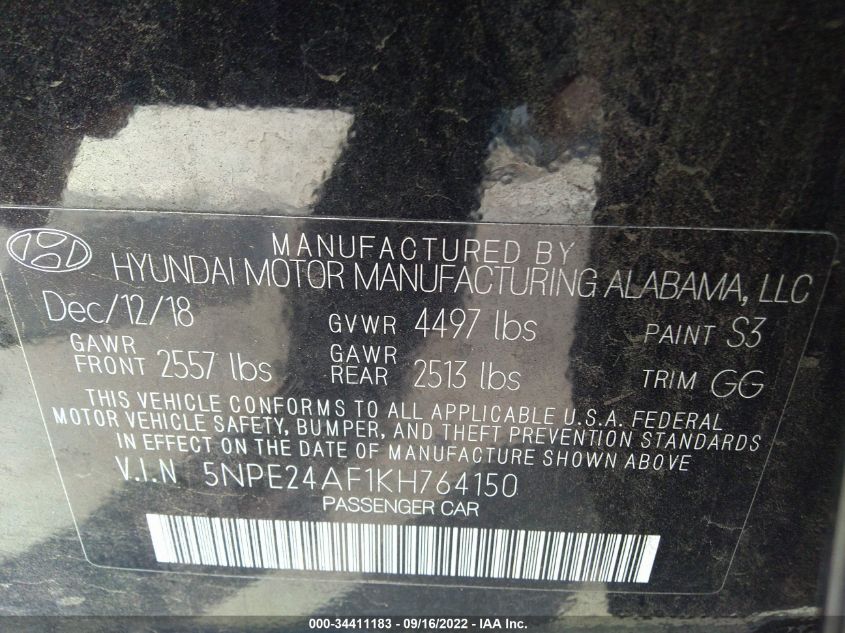 MANUFACTURED BY
HYUNDAI MOTOR MANUFACTURING ALABAMA, LLC
Dec/12/18 GVWR 4497 lbs PAINT S3
GAWR FRONT 2557 lbs GAWR REAR 2513 lbs TRIM GG
THIS VEHICLE CONFORMS TO ALL APPLICABLE U.S.A. FEDERAL
MOTOR VEHICLE SAFETY, BUMPER, AND THEFT PREVENTION STANDARDS
IN EFFECT ON THE DATE OF MANUFACTURE SHOWN ABOVE
V.I.N 5NPE24AF1KH764150
PASSENGER CAR
000-34411183 - 09/16/2022 - IAA Inc.